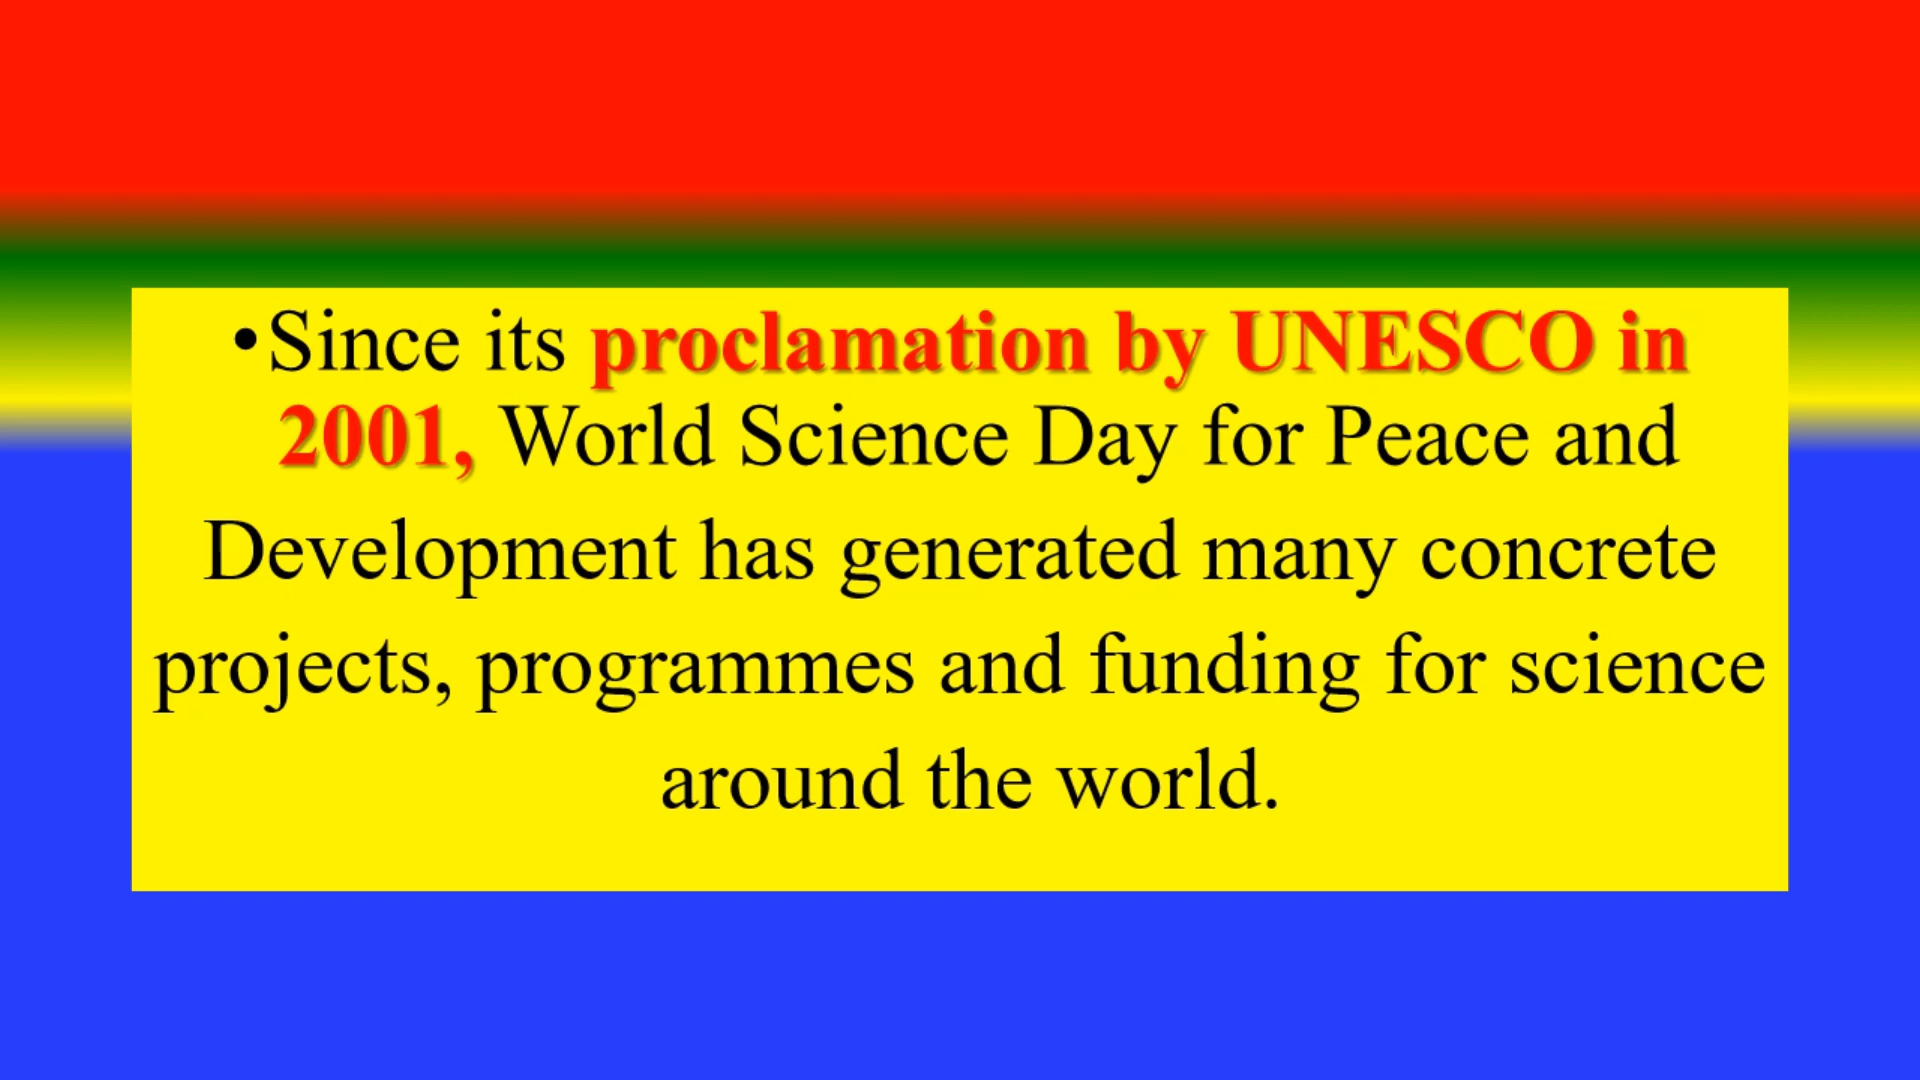 •Since its proclamation by UNESCO in
2001, World Science Day for Peace and
Development has generated many concrete
projects, programmes and funding for science
around the world.